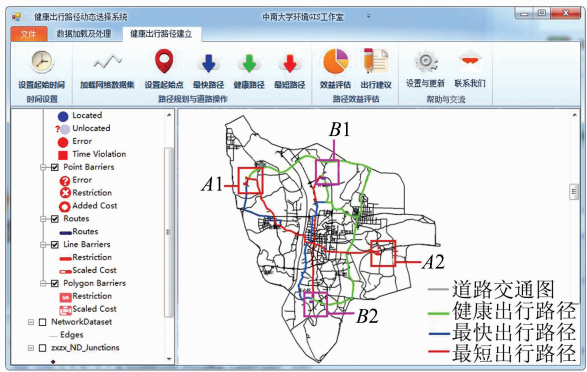 健康出行路径动态选择系统
中南大学环境GIS工作室
文件 数据加载及处理 健康出行路径建立
设置起始时间 加载网络数据集 设置起始点 最快路径 健康路径 最短路径 效益评估 出行建议 设置与更新 联系我们
时间设置 路径规划与道路操作 路径效益评估 帮助与交流
Located
Unlocated
Error
Time Violation
Point Barriers
Error
Restriction
Added Cost
Routes
Routes
Line Barriers
Restriction
Scaled Cost
Polygon Barriers
Restriction
Scaled Cost
NetworkDataset
Edges
zxzx_ND_Junctions
B1
A1
A2
B2
道路交通图
健康出行路径
最快出行路径
最短出行路径